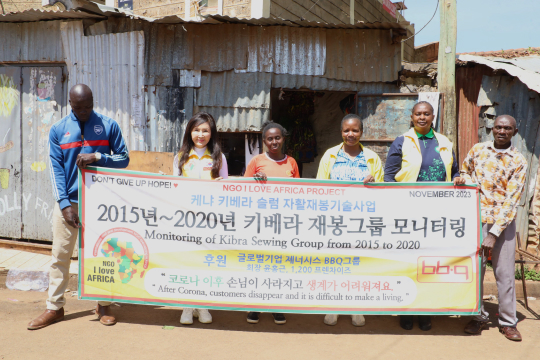 DON'T GIVE UP HOPE! ♥
NGO I LOVE AFRICA PROJECT
NOVEMBER 2023
케냐 키베라 슬럼 자활재봉기술사업
2015년~2020년 키베라 재봉그룹 모니터링
Monitoring of Kibra Sewing Group from 2015 to 2020
후원
글로벌기업 제너시스 BBQ그룹
회장 윤홍근, 1,200 프랜차이즈
NGO
I love
AFRICA
bb.q
"코로나 이후 손님이 사라지고 생계가 어려워져요."
"After Corona, customers disappear and it is difficult to make a living."